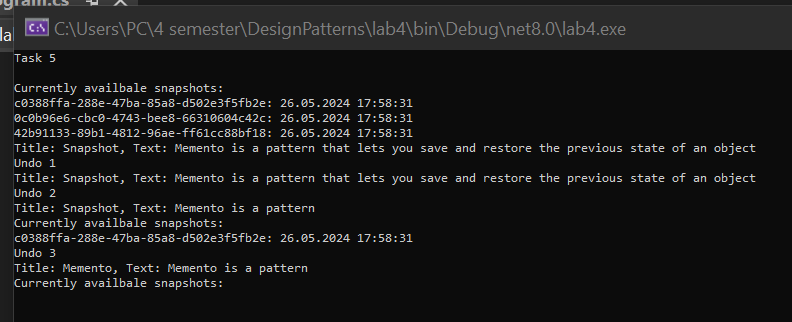 ogram.cs
la
C:\Users\PC\4 semester\DesignPatterns\lab4\bin\Debug\net8.0\lab4.exe
Task 5
Currently availbale snapshots:
c0388ffa-288e-47ba-85a8-d502e3f5fb2e: 26.05.2024 17:58:31
0c0b96e6-cbc0-4743-bee8-66310604c42c: 26.05.2024 17:58:31
42b91133-89b1-4812-96ae-ff61cc88bf18: 26.05.2024 17:58:31
Title: Snapshot, Text: Memento is a pattern that lets you save and restore the previous state of an object
Undo 1
Title: Snapshot, Text: Memento is a pattern that lets you save and restore the previous state of an object
Undo 2
Title: Snapshot, Text: Memento is a pattern
Currently availbale snapshots:
c0388ffa-288e-47ba-85a8-d502e3f5fb2e: 26.05.2024 17:58:31
Undo 3
Title: Memento, Text: Memento is a pattern
Currently availbale snapshots: